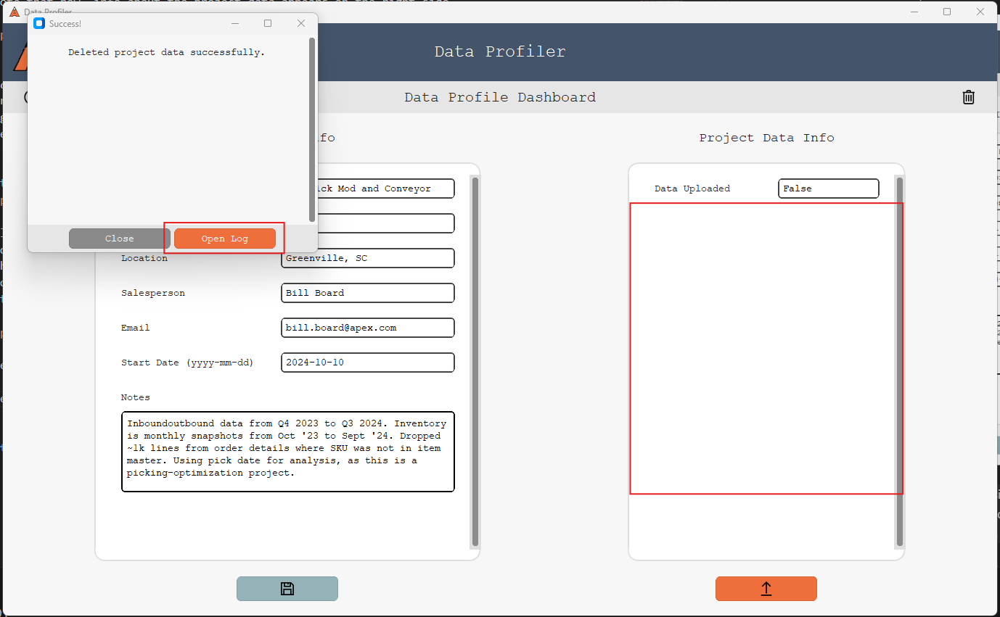 Data Profiler
Success!
Deleted project data successfully.
Close
Open Log
Data Profiler
Data Profile Dashboard
Project Data Info
Data Uploaded
False
ick Mod and Conveyor
Location
Greenville, SC
Salesperson
Bill Board
Email
bill.board@apex.com
Start Date (yyyy-mm-dd)
2024-10-10
Notes
Inboundoutbound data from Q4 2023 to Q3 2024. Inventory
is monthly snapshots from Oct '23 to Sept '24. Dropped
~1k lines from order details where SKU was not in item
master. Using pick date for analysis, as this is a
picking-optimization project.